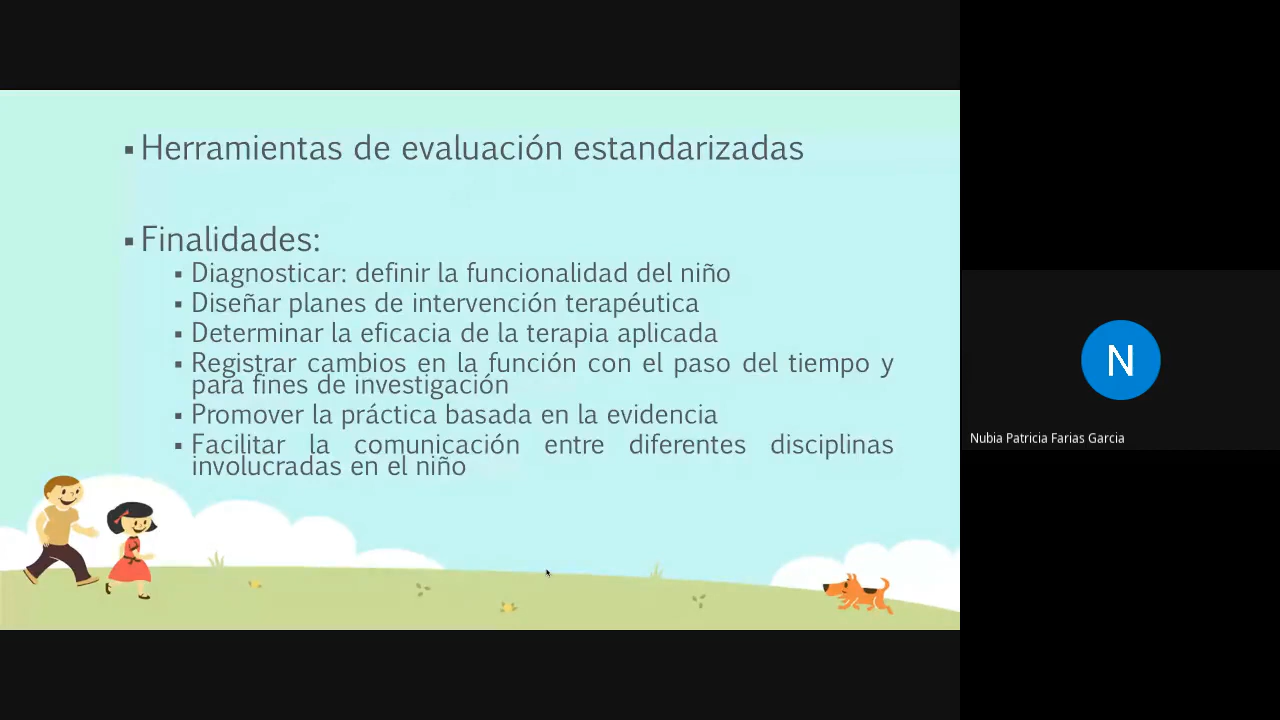 ▪ Herramientas de evaluación estandarizadas
▪ Finalidades:
▪ Diagnosticar: definir la funcionalidad del niño
▪ Diseñar planes de intervención terapéutica
▪ Determinar la eficacia de la terapia aplicada
▪ Registrar cambios en la función con el paso del tiempo y
para fines de investigación
▪ Promover la práctica basada en la evidencia
▪ Facilitar la comunicación entre diferentes disciplinas
involucradas en el niño
N
Nubia Patricia Farias Garcia